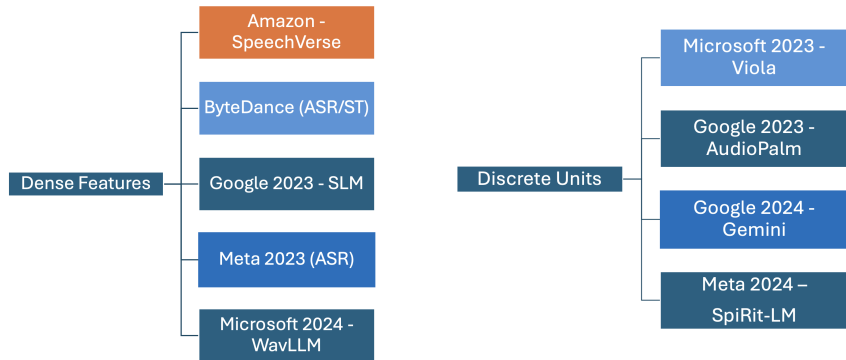 Dense Features
Amazon -
SpeechVerse
ByteDance (ASR/ST)
Google 2023 - SLM
Meta 2023 (ASR)
Microsoft 2024 -
WavLLM
Discrete Units
Microsoft 2023 -
Viola
Google 2023 -
AudioPalm
Google 2024 -
Gemini
Meta 2024 –
SpiRit-LM